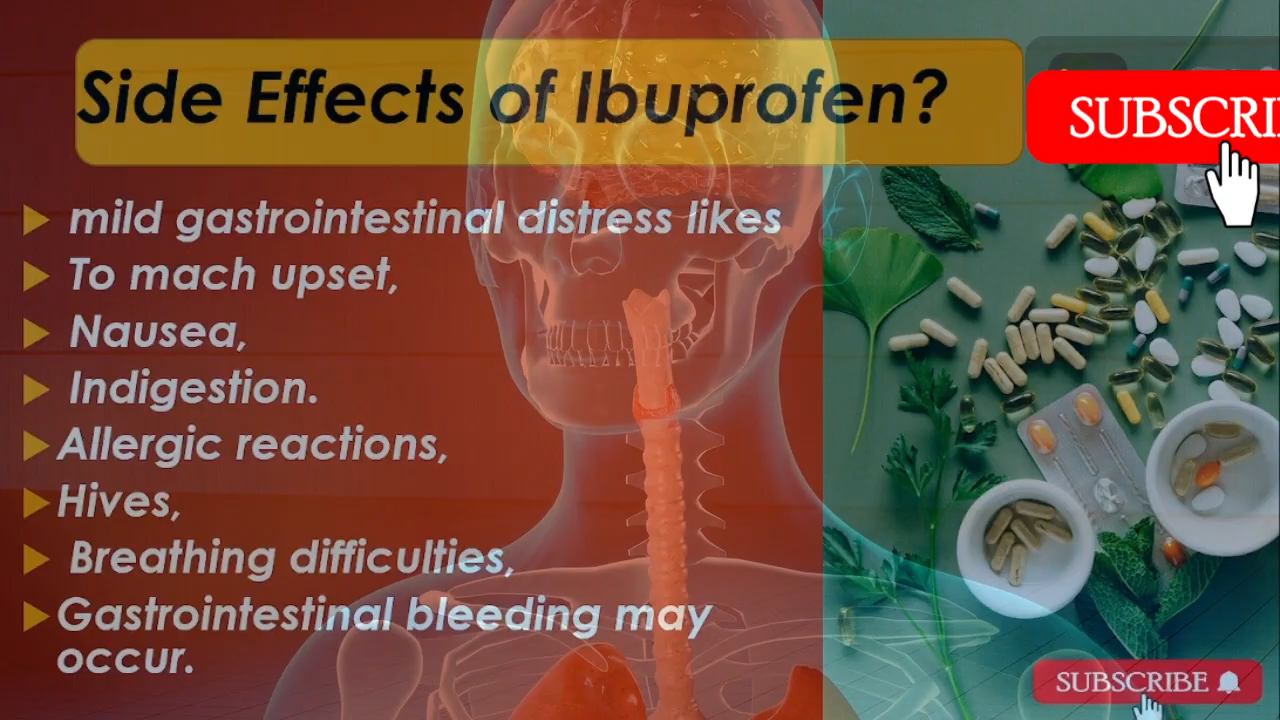 Side Effects of Ibuprofen?
SUBSCRI
mild gastrointestinal distress likes
To mach upset,
Nausea,
Indigestion.
Allergic reactions,
Hives,
Breathing difficulties,
Gastrointestinal bleeding may
occur.
SUBSCRIBE